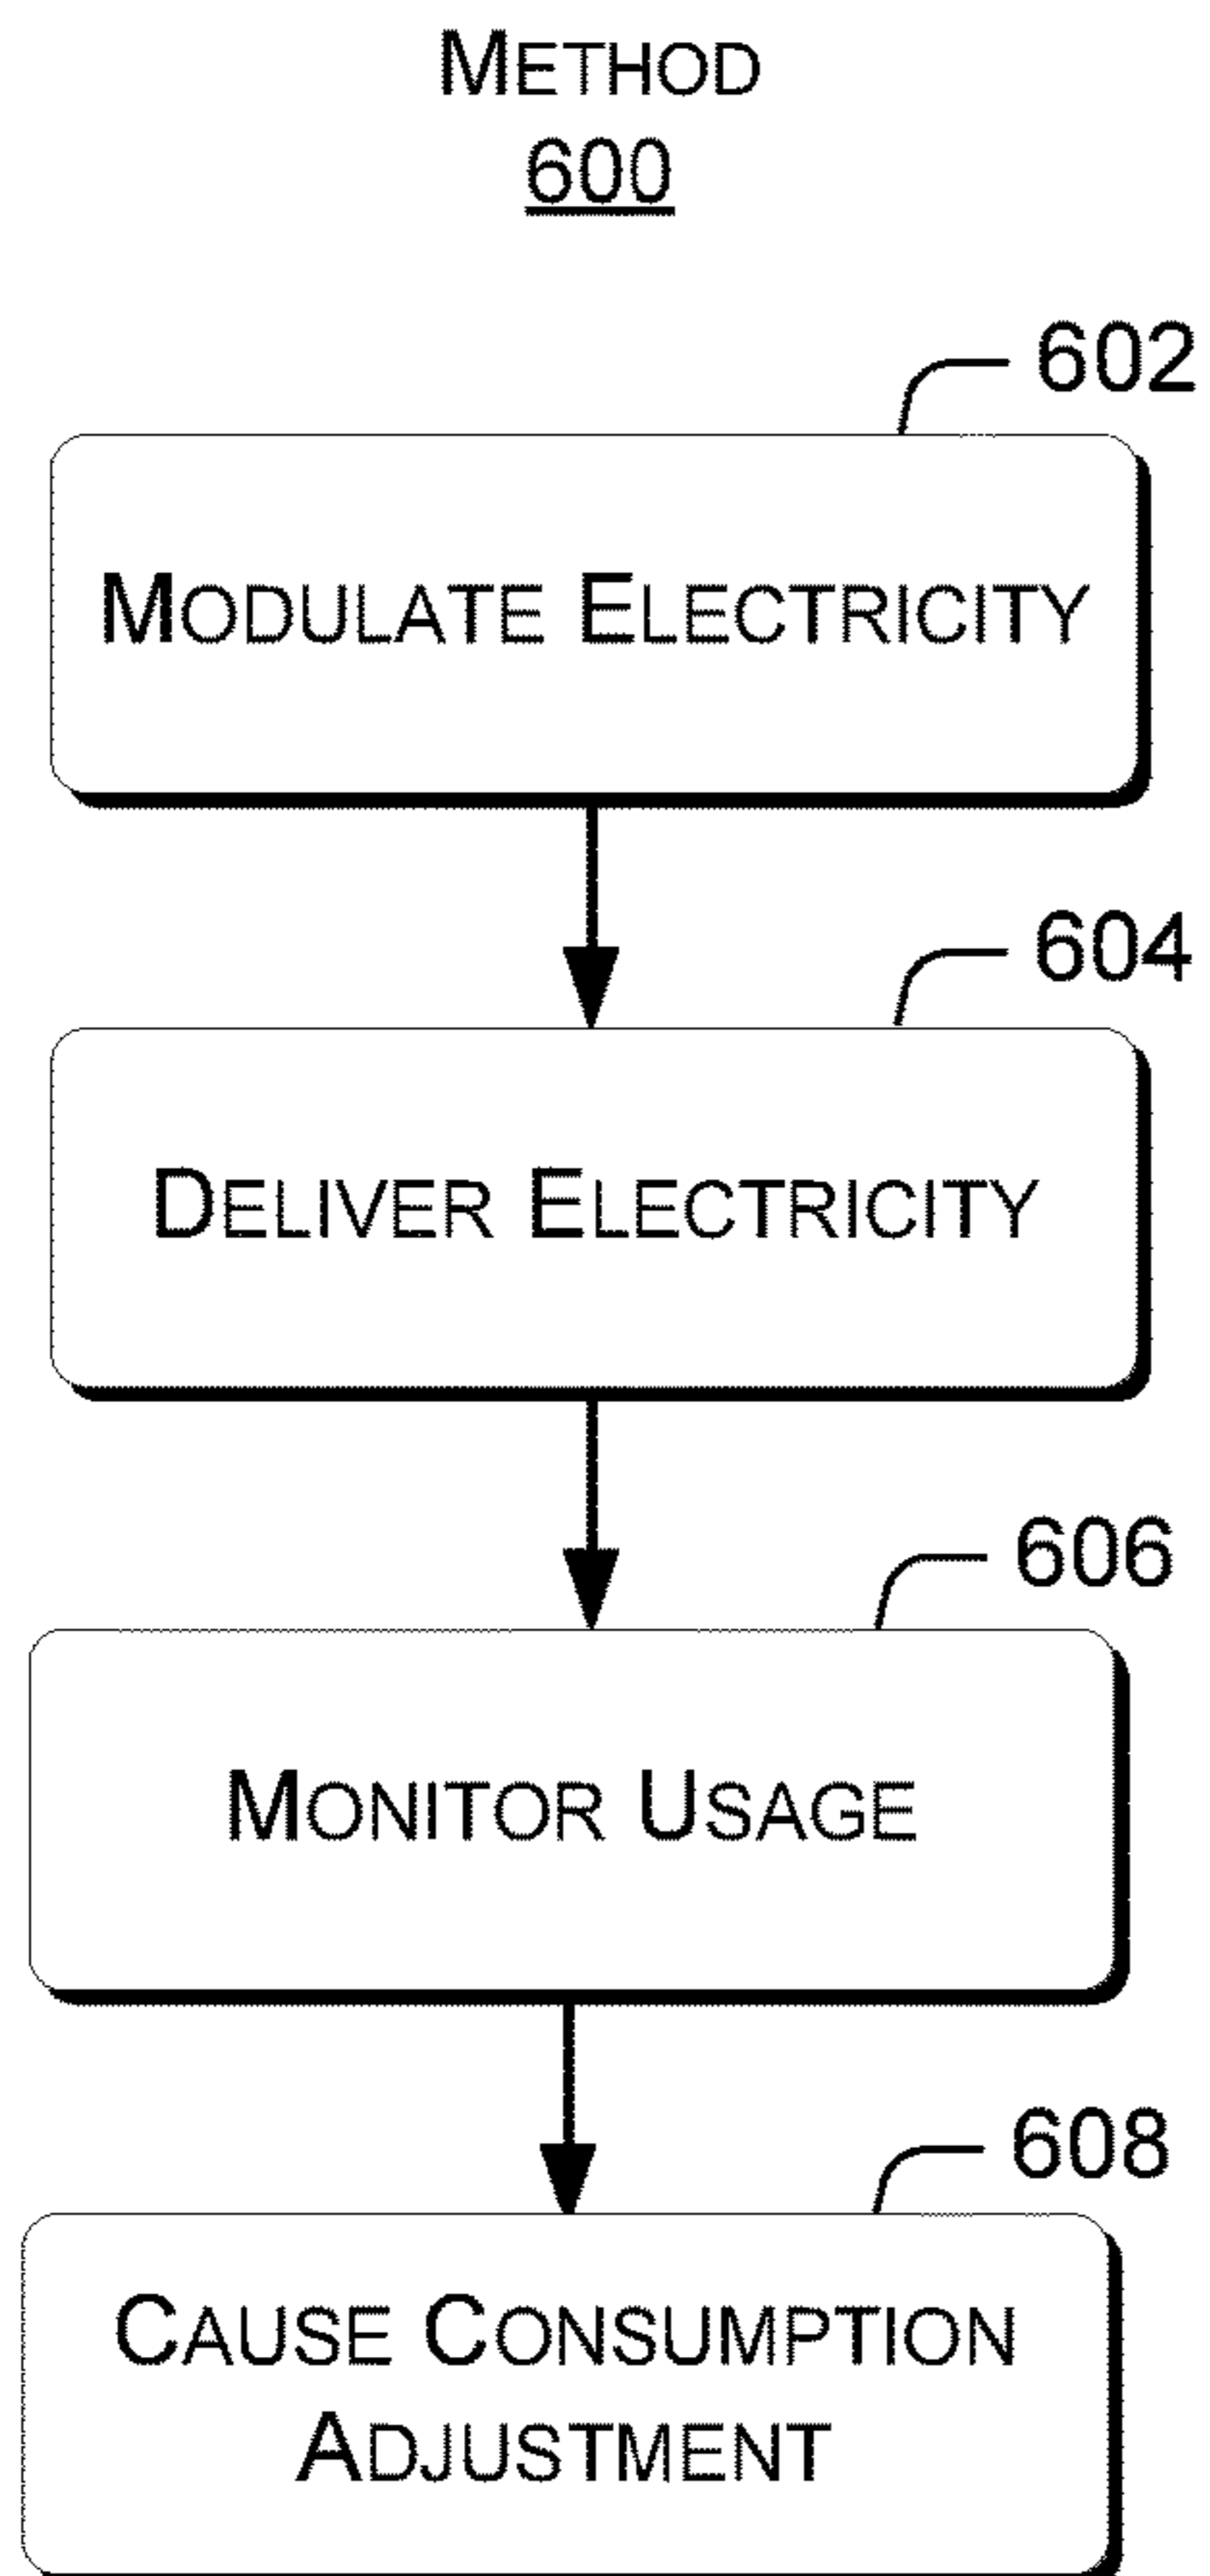 METHOD
600
602
MODULATE ELECTRICITY
604
DELIVER ELECTRICITY
606
MONITOR USAGE
608
CAUSE CONSUMPTION
ADJUSTMENT